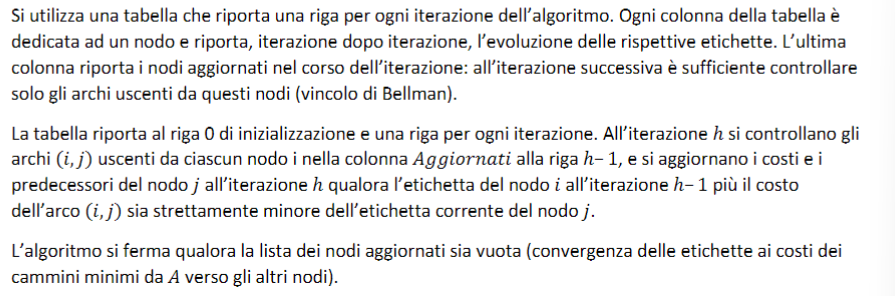 Si utilizza una tabella che riporta una riga per ogni iterazione dell’algoritmo. Ogni colonna della tabella è
dedicata ad un nodo e riporta, iterazione dopo iterazione, l’evoluzione delle rispettive etichette. L’ultima
colonna riporta i nodi aggiornati nel corso dell’iterazione: all’iterazione successiva è sufficiente controllare
solo gli archi uscenti da questi nodi (vincolo di Bellman).
La tabella riporta al riga 0 di inizializzazione e una riga per ogni iterazione. All’iterazione h si controllano gli
archi (i, j) uscenti da ciascun nodo i nella colonna Aggiornati alla riga h– 1, e si aggiornano i costi e i
predecessori del nodo j all’iterazione h qualora l’etichetta del nodo i all’iterazione h– 1 più il costo
dell’arco (i, j) sia strettamente minore dell’etichetta corrente del nodo j.
L’algoritmo si ferma qualora la lista dei nodi aggiornati sia vuota (convergenza delle etichette ai costi dei
cammini minimi da A verso gli altri nodi).